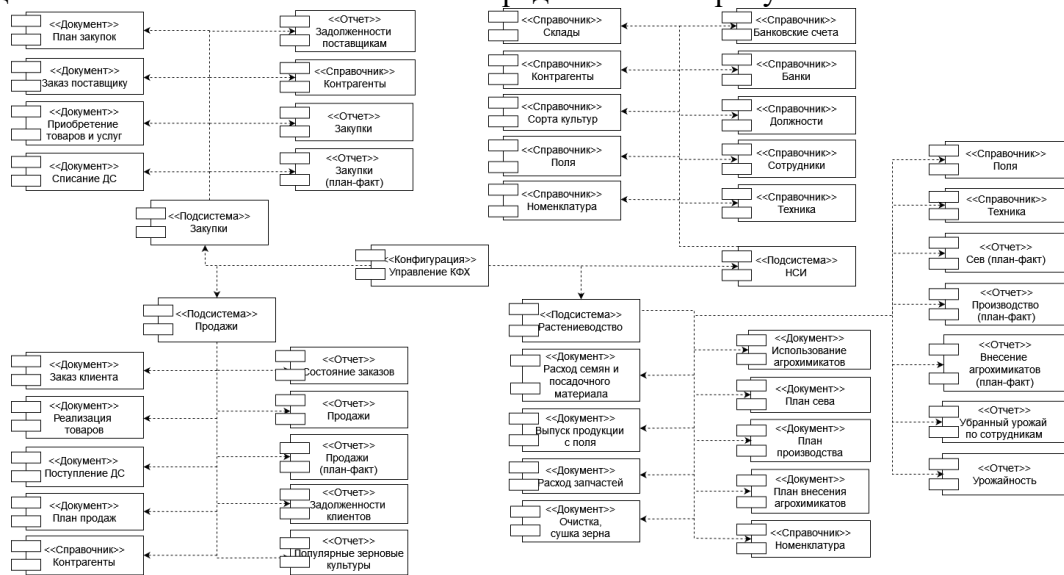 <<Документ>>
План закупок
<<Документ>>
Заказ поставщику
<<Документ>>
Приобретение
товаров и услуг
<<Документ>>
Списание ДС
<<Отчет>>
Задолженности
поставщикам
<<Справочник>>
Контрагенты
<<Отчет>>
Закупки
<<Отчет>>
Закупки
(план-факт)
<<Подсистема>>
Закупки
<<Справочник>>
Склады
<<Справочник>>
Контрагенты
<<Справочник>>
Сорта культур
<<Справочник>>
Поля
<<Справочник>>
Номенклатура
<<Справочник>>
Банковские счета
<<Справочник>>
Банки
<<Справочник>>
Должности
<<Справочник>>
Сотрудники
<<Справочник>>
Техника
<<Конфигурация>>
Управление КФХ
<<Подсистема>>
НСИ
<<Подсистема>>
Продажи
<<Документ>>
Заказ клиента
<<Документ>>
Реализация
товаров
<<Документ>>
Поступление ДС
<<Документ>>
План продаж
<<Справочник>>
Контрагенты
<<Отчет>>
Состояние заказов
<<Отчет>>
Продажи
<<Отчет>>
Продажи
(план-факт)
<<Отчет>>
Задолженности
клиентов
<<Отчет>>
Популярные зерновые
культуры
<<Подсистема>>
Растениеводство
<<Документ>>
Расход семян и
посадочного
материала
<<Документ>>
Выпуск продукции
с поля
<<Документ>>
Расход запчастей
<<Документ>>
Очистка,
сушка зерна
<<Документ>>
Использование
агрохимикатов
<<Документ>>
План сева
<<Документ>>
План
производства
<<Документ>>
План внесения
агрохимикатов
<<Справочник>>
Номенклатура
<<Справочник>>
Поля
<<Справочник>>
Техника
<<Отчет>>
Сев (план-факт)
<<Отчет>>
Производство
(план-факт)
<<Отчет>>
Внесение
агрохимикатов
(план-факт)
<<Отчет>>
Убранный урожай
по сотрудникам
<<Отчет>>
Урожайность